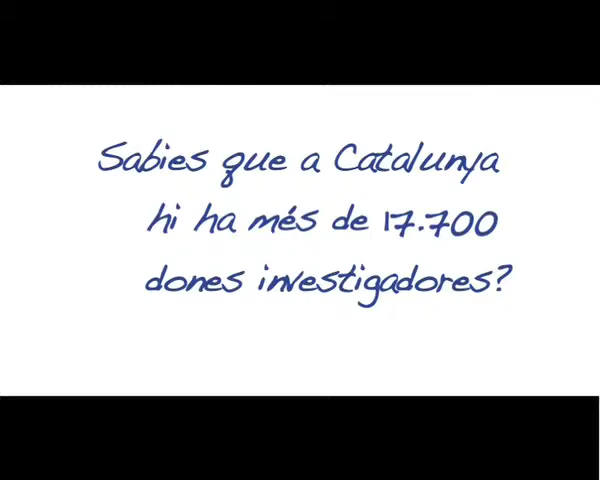 Sabies que a Catalunya
hi ha més de 17.700
dones investigadores?